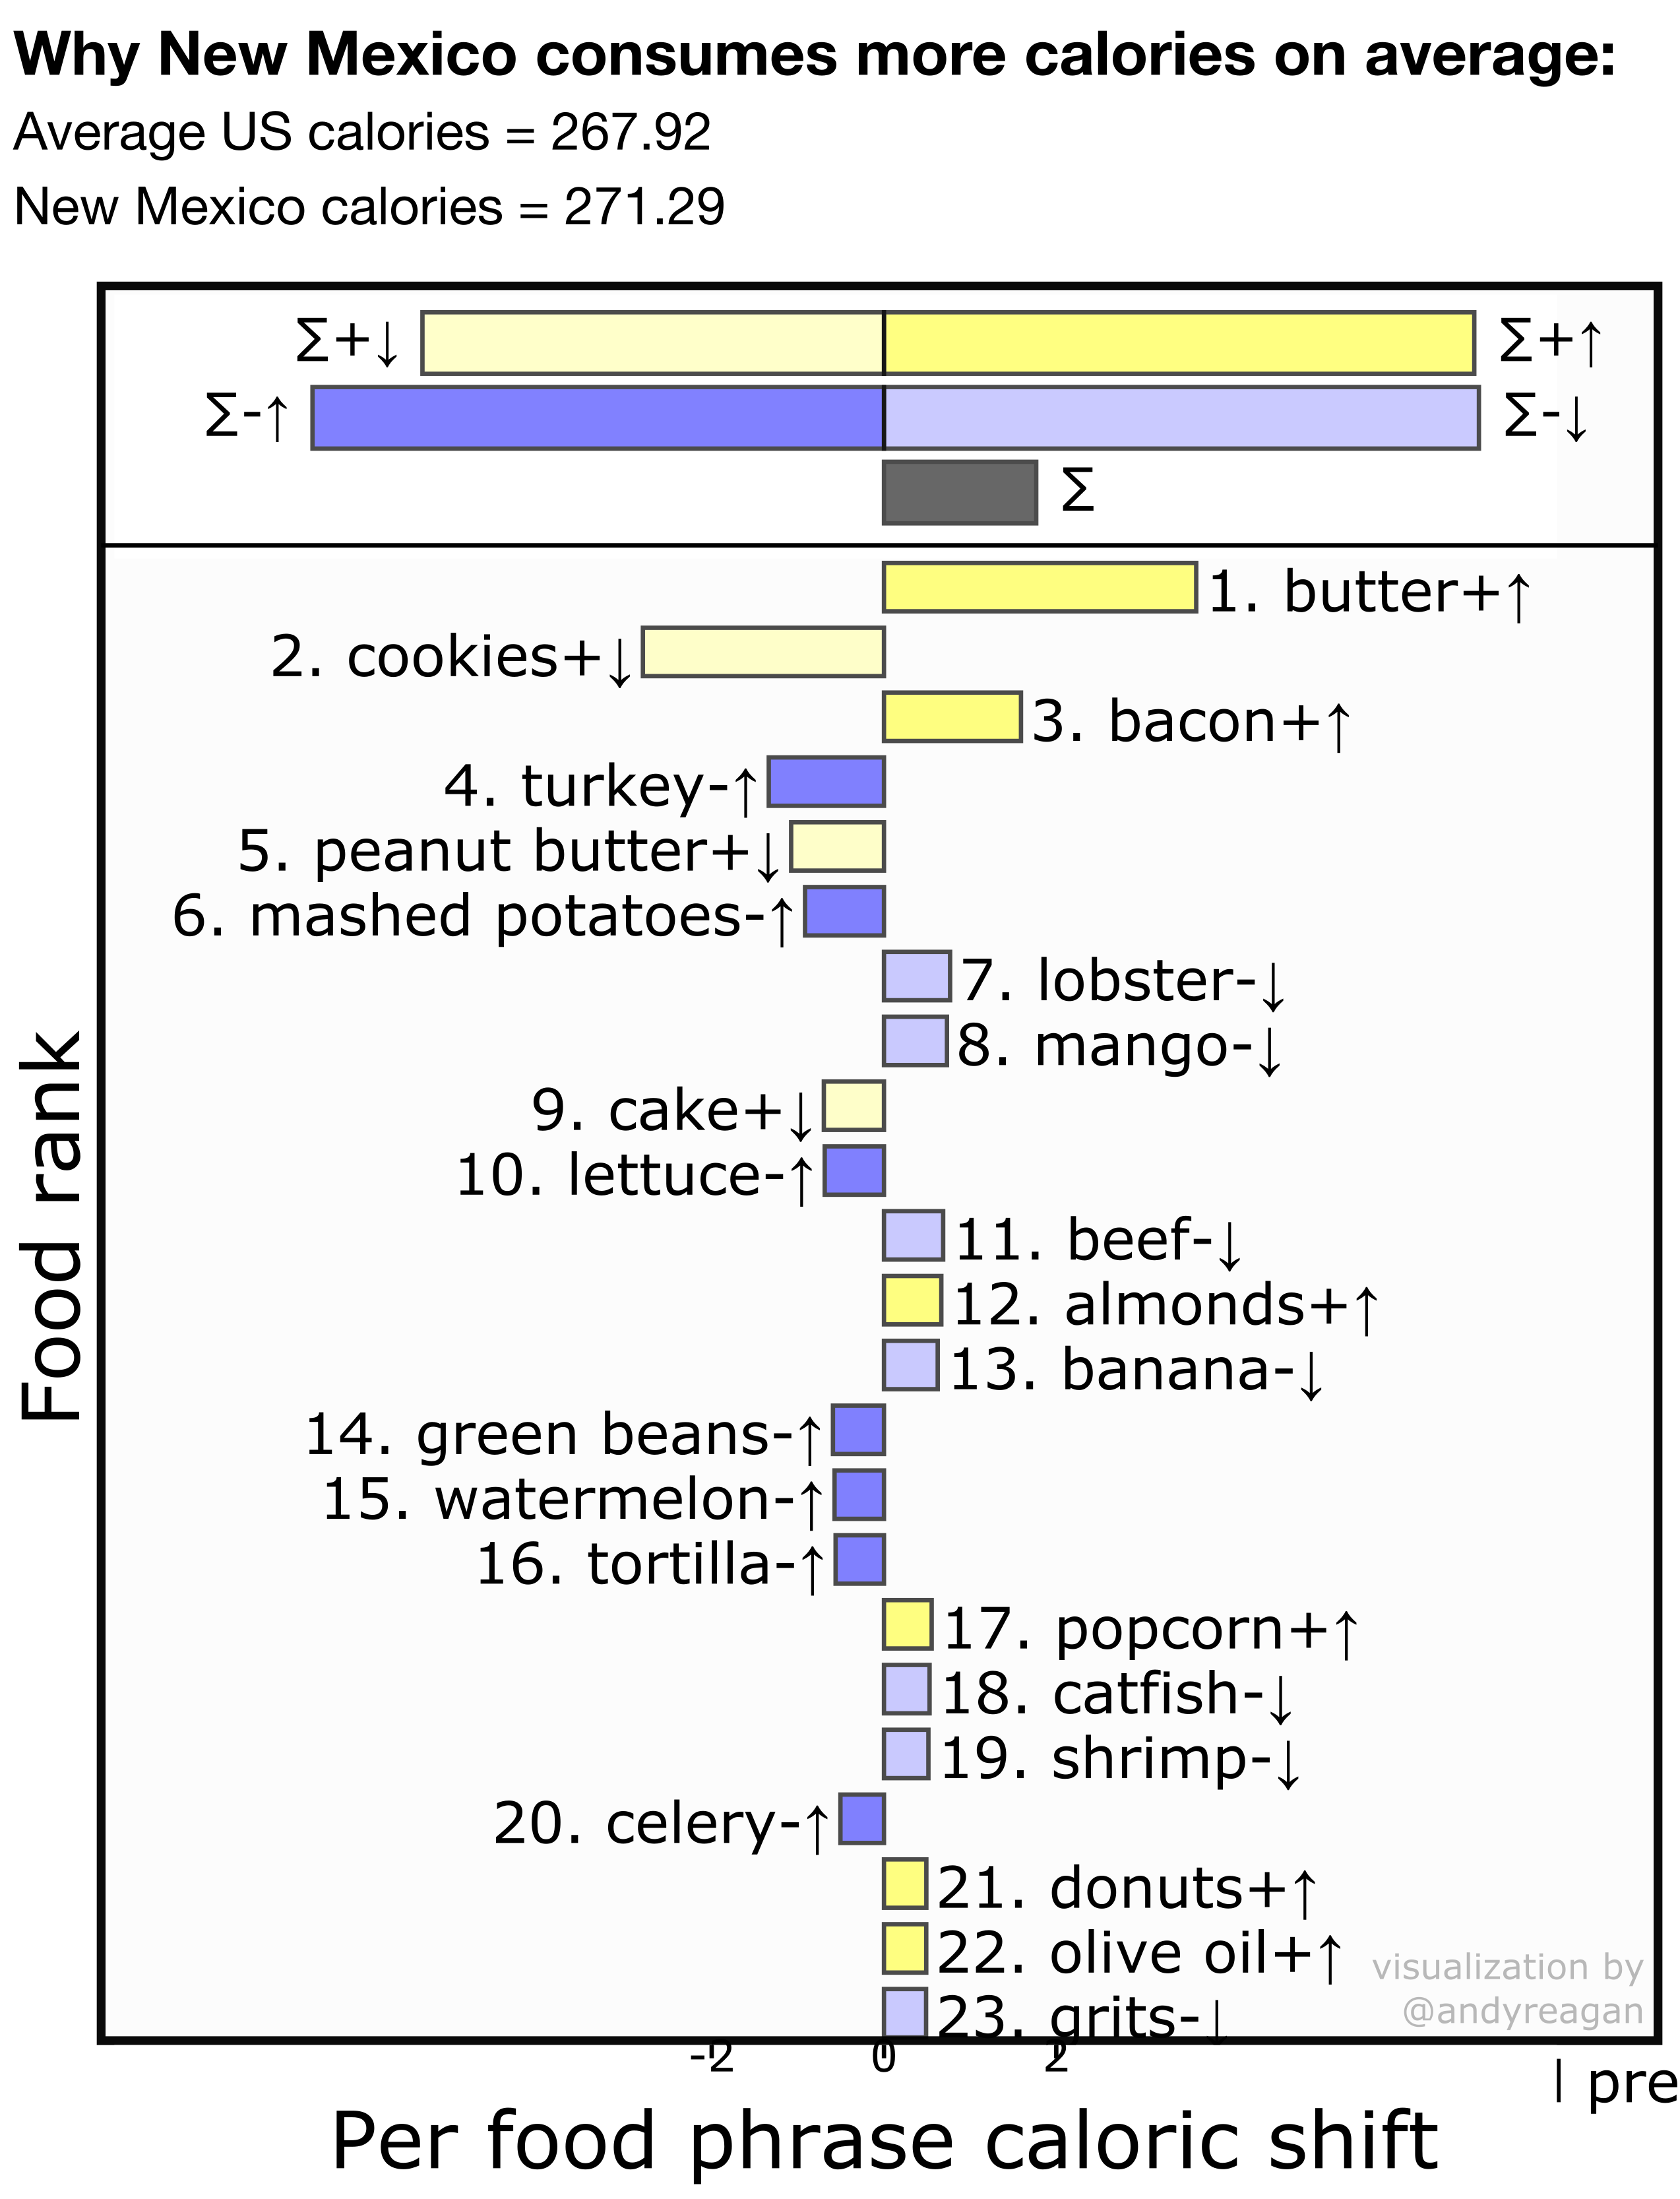 Why New Mexico consumes more calories on average:
Average US calories = 267.92
New Mexico calories = 271.29
Σ+↓
Σ+↑
Σ-↑
Σ-↓
Σ
1. butter+↑
2. cookies+↓
3. bacon+↑
4. turkey-↑
5. peanut butter+↓
6. mashed potatoes-↑
7. lobster-↓
8. mango-↓
9. cake+↓
10. lettuce-↑
11. beef-↓
12. almonds+↑
13. banana-↓
14. green beans-↑
15. watermelon-↑
16. tortilla-↑
17. popcorn+↑
18. catfish-↓
19. shrimp-↓
20. celery-↑
21. donuts+↑
22. olive oil+↑
23. grits-↓
Food rank
visualization by
@andyreagan
-2 0 2
l pre
Per food phrase caloric shift